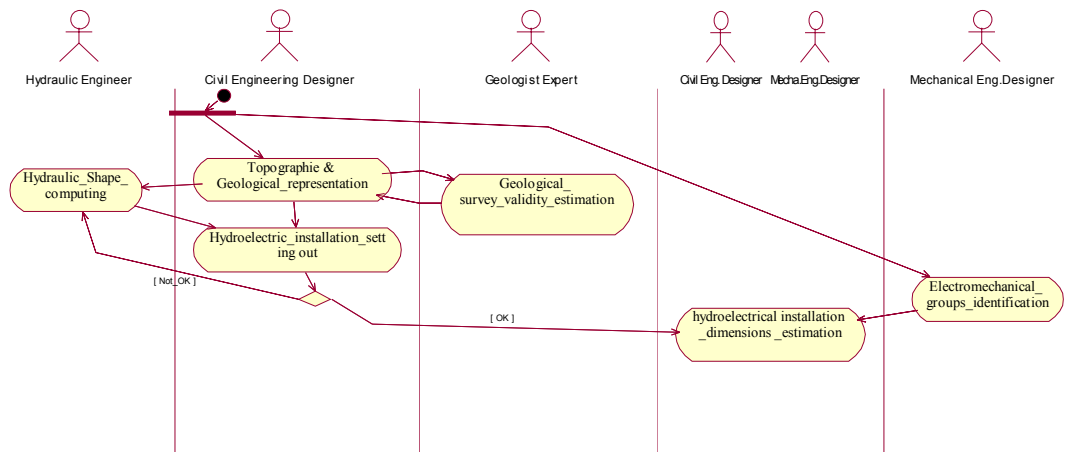 Hydraulic Engineer
Civil Engineering Designer
Geologist Expert
Civil Eng. Designer
Mecha.Eng.Designer
Mechanical Eng.Designer
Topographie &
Geological_representation
Hydraulic_Shape_
computing
Geological_
survey_validity_estimation
Hydroelectric_installation_sett
ing out
[ Not_OK ]
Electromechanical_
groups_identification
[ OK ]
hydroelectrical installation
_dimensions _estimation